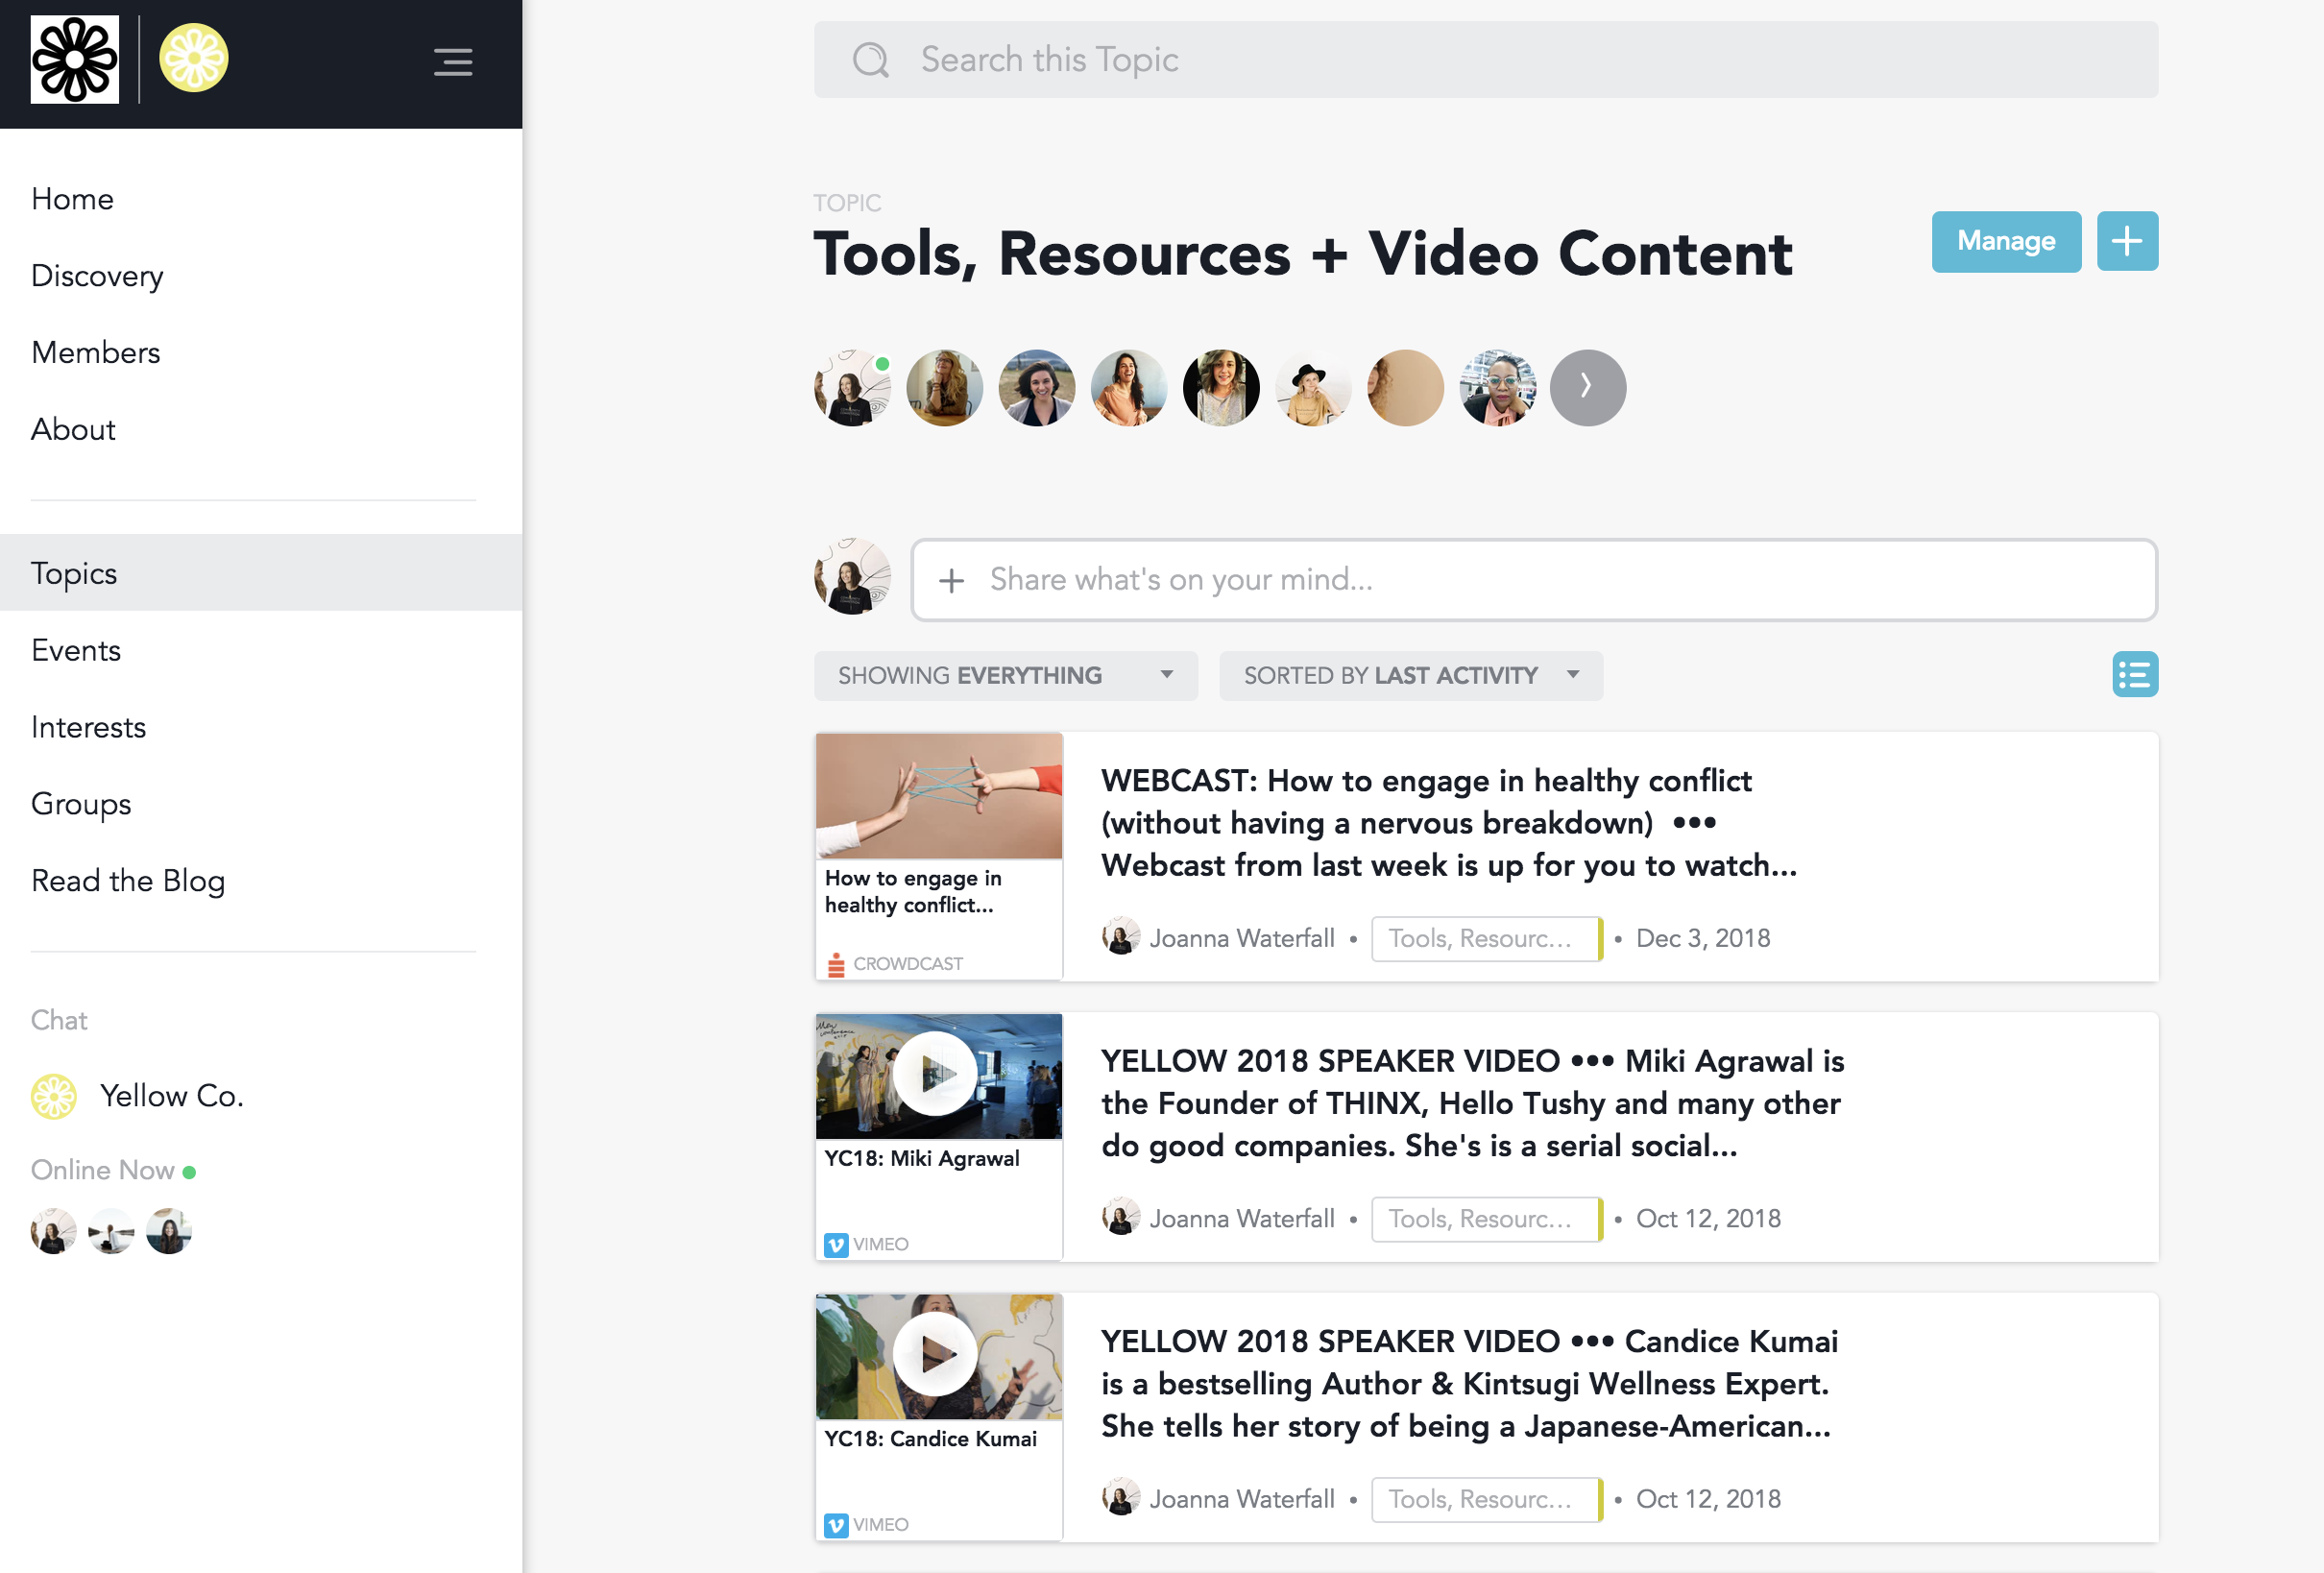 Home
Discovery
Members
About
Topics
Events
Interests
Groups
Read the Blog
Chat
Yellow Co.
Online Now
Search this Topic
TOPIC
Tools, Resources + Video Content
Manage
Share what's on your mind...
SHOWING EVERYTHING
SORTED BY LAST ACTIVITY
How to engage in
healthy conflict...
CROWDCAST
WEBCAST: How to engage in healthy conflict
(without having a nervous breakdown) •••
Webcast from last week is up for you to watch...
Joanna Waterfall • Tools, Resourc... • Dec 3, 2018
YC18: Miki Agrawal
VIMEO
YELLOW 2018 SPEAKER VIDEO ••• Miki Agrawal is
the Founder of THINX, Hello Tushy and many other
do good companies. She's is a serial social...
Joanna Waterfall • Tools, Resourc... • Oct 12, 2018
YC18: Candice Kumai
VIMEO
YELLOW 2018 SPEAKER VIDEO ••• Candice Kumai
is a bestselling Author & Kintsugi Wellness Expert.
She tells her story of being a Japanese-American...
Joanna Waterfall • Tools, Resourc... • Oct 12, 2018